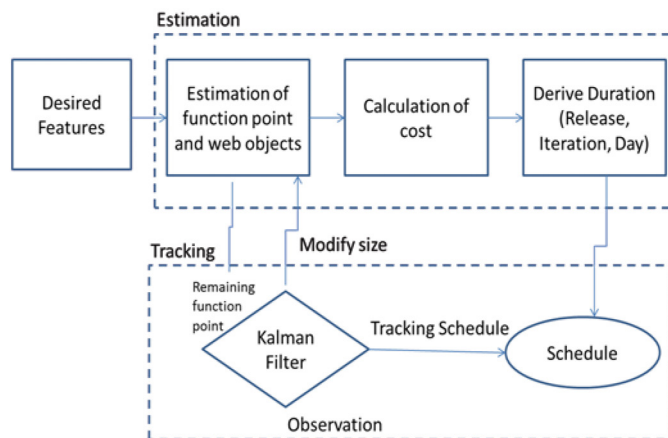 Estimation
Desired
Features
Estimation of
function point
and web objects
Calculation of
cost
Derive Duration
(Release,
Iteration, Day)
Modify size
Tracking
Remaining
function
point
Kalman
Filter
Tracking Schedule
Schedule
Observation